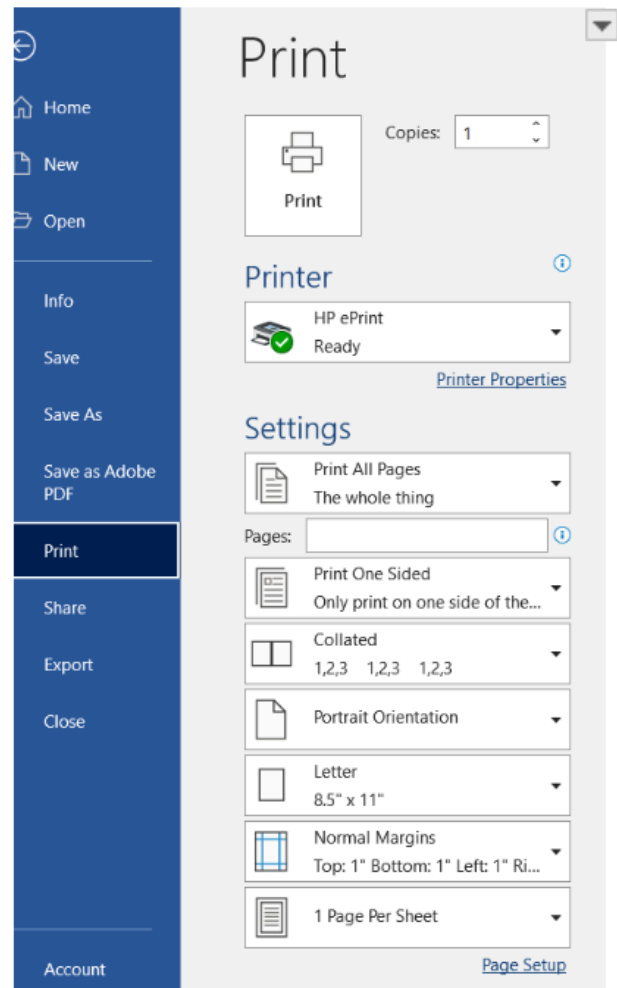 Home
New
Open
Info
Save
Save As
Save as Adobe
PDF
Print
Share
Export
Close
Account
Print
Copies: 1
Print
Printer
HP ePrint
Ready
Printer Properties
Settings
Print All Pages
The whole thing
Pages:
Print One Sided
Only print on one side of the...
Collated
1,2,3 1,2,3 1,2,3
Portrait Orientation
Letter
8.5" x 11"
Normal Margins
Top: 1" Bottom: 1" Left: 1" Ri...
1 Page Per Sheet
Page Setup